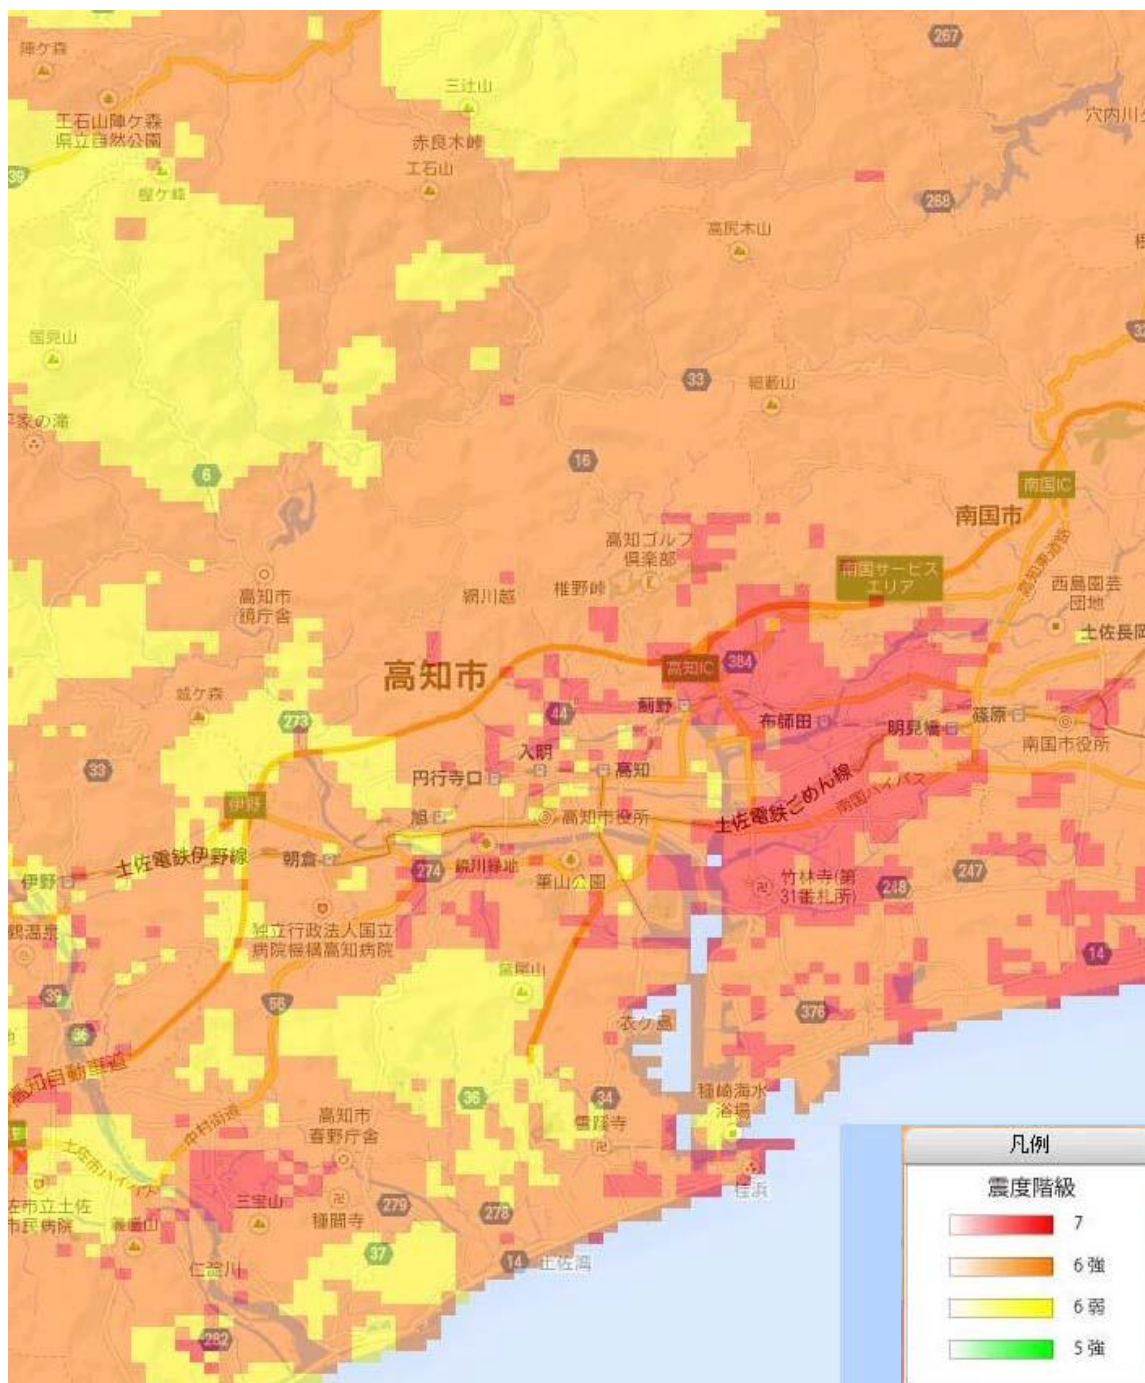 267
陣ケ森
三辻山
工石山陣ケ森
県立自然公園
赤良木峠
穴内川
39
樫ケ峰
工石山
268
高尻木山
国見山
32
33
細藪山
平家の滝
6
16
南国IC
南国市
高知ゴルフ
倶楽部
南国サービス
エリア
高知東道路
西島園芸
団地
高知市
鏡庁舎
網川越
椎野峠
土佐長岡
高知市
高知IC
384
城ケ森
273
44
薊野
布師田
明見橋
篠原
南国市役所
33
入明
円行寺口
高知
土佐電鉄ごめん線
南国バイパス
伊野
旭
高知市役所
土佐電鉄伊野線
朝倉
274
鏡川緑地
筆山公園
竹林寺(第
31番札所)
248
247
伊野
独立行政法人国立
病院機構高知病院
鶴温泉
鷲尾山
14
39
56
376
36
衣ケ島
高知自動車道
36
34
種崎海水
浴場
高知市
春野庁舎
雪蹊寺
中村街道
土佐市バイパス
凡例
震度階級
佐市立土佐
市民病院
三宝山
種間寺
279
278
桂浜
7
37
仁淀川
14
土佐湾
6強
6弱
282
5強